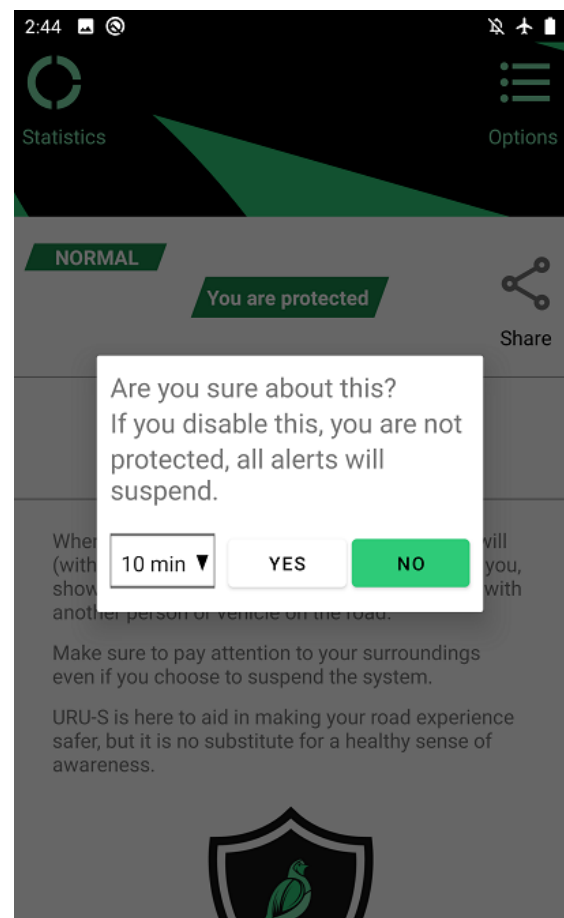 2:44
Statistics
Options
NORMAL
You are protected
Share
Are you sure about this?
If you disable this, you are not
protected, all alerts will
suspend.
10 min
YES
NO
will
(with you,
show with
another person or vehicle on the road.
Make sure to pay attention to your surroundings
even if you choose to suspend the system.
URU-S is here to aid in making your road experience
safer, but it is no substitute for a healthy sense of
awareness.